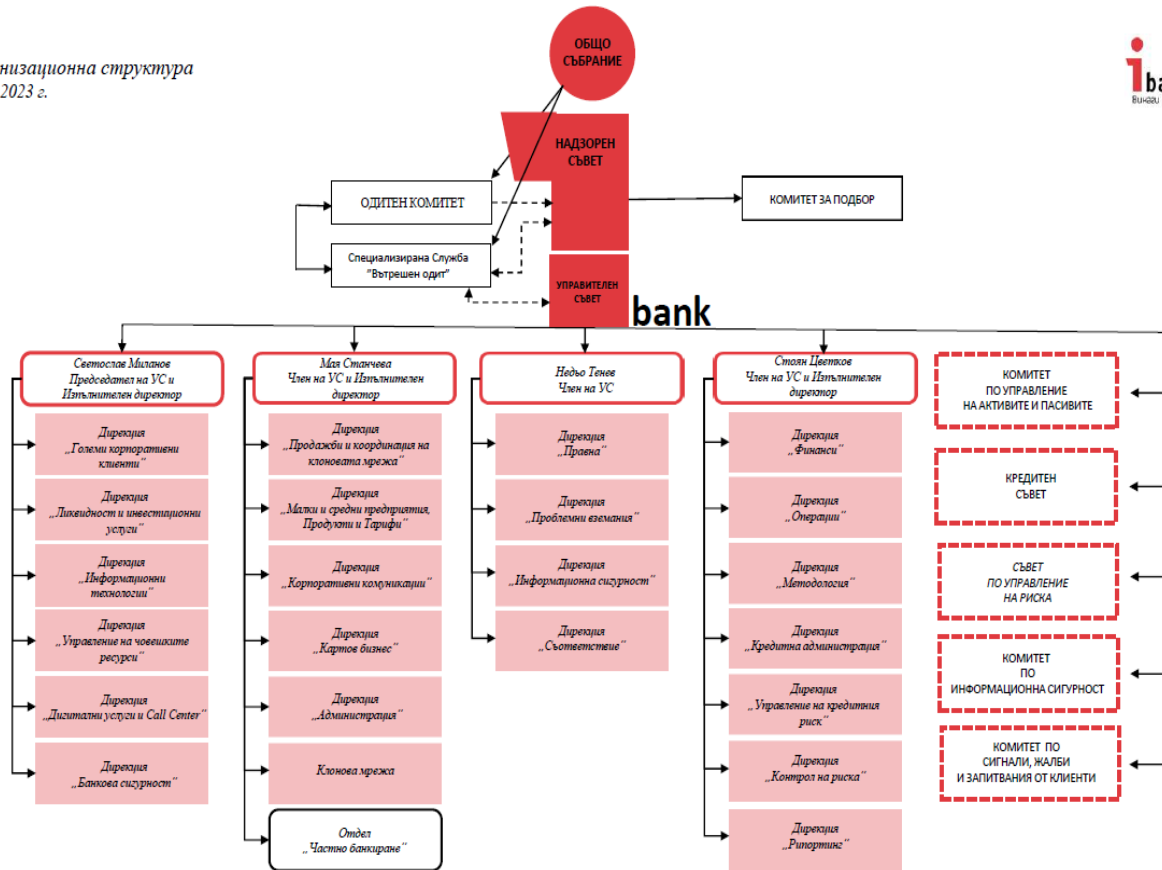 ОБЩО
СЪБРАНИЕ
низационна структура
2023 г.
ba
Винаги
НАДЗОРЕН
СЪВЕТ
ОДИТЕН КОМИТЕТ
КОМИТЕТ ЗА ПОДБОР
Специализирана Служба
"Вътрешен одит"
УПРАВИТЕЛЕН
СЪВЕТ
bank
Светослав Миланов
Председател на УС и
Изпълнителен директор
Дирекция
„Големи корпоративни
клиенти“
Дирекция
„Ликвидност и инвестиционни
услуги“
Дирекция
„Информационни
технологии“
Дирекция
„Управление на човешките
ресурси“
Дирекция
„Дигитални услуги и Call Center“
Дирекция
„Банкова сигурност“
Мая Станчева
Член на УС и Изпълнителен
директор
Дирекция
„Продажби и координация на
клоновата мрежа“
Дирекция
„Малки и средни предприятия,
Продукти и Тарифи“
Дирекция
„Корпоративни комуникации“
Дирекция
„Картов бизнес“
Дирекция
„Администрация“
Клонова мрежа
Отдел
„Частно банкиране“
Недьо Тенев
Член на УС
Дирекция
„Правна“
Дирекция
„Проблемни вземания“
Дирекция
„Информационна сигурност“
Дирекция
„Съответствие“
Стоян Цветков
Член на УС и Изпълнителен
директор
Дирекция
„Финанси“
Дирекция
„Операции“
Дирекция
„Методология“
Дирекция
„Кредитна администрация“
Дирекция
„Управление на кредитния
риск“
Дирекция
„Контрол на риска“
Дирекция
„Рипортинг“
КОМИТЕТ
ПО УПРАВЛЕНИЕ
НА АКТИВИТЕ И ПАСИВИТЕ
КРЕДИТЕН
СЪВЕТ
СЪВЕТ
ПО УПРАВЛЕНИЕ
НА РИСКА
КОМИТЕТ
ПО
ИНФОРМАЦИОННА СИГУРНОСТ
КОМИТЕТ ПО
СИГНАЛИ, ЖАЛБИ
И ЗАПИТВАНИЯ ОТ КЛИЕНТИ